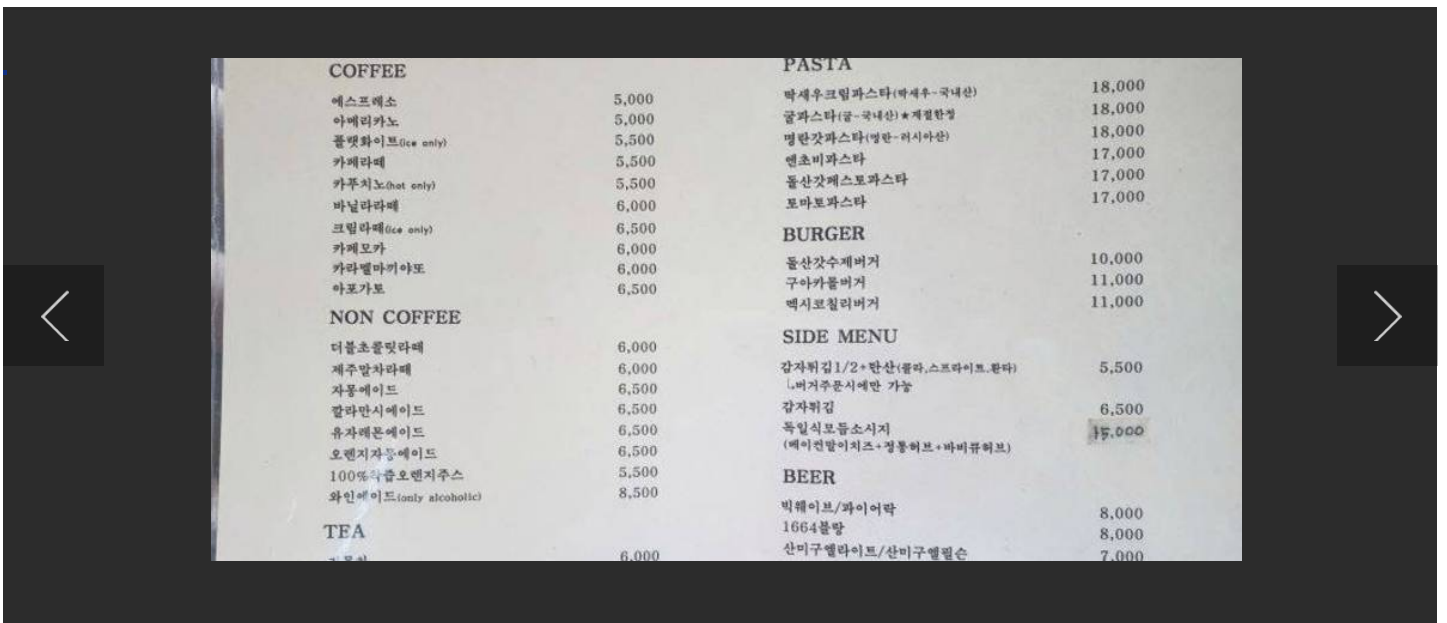 COFFEE
에스프레소 5,000
아메리카노 5,000
플랫화이트(ice only) 5,500
카페라떼 5,500
카푸치노(hot only) 5,500
바닐라라떼 6,000
크림라떼(ice only) 6,500
카페모카 6,000
카라멜마끼야또 6,000
아포가토 6,500
NON COFFEE
더블초콜릿라떼 6,000
제주말차라떼 6,000
자몽에이드 6,500
깔라만시에이드 6,500
유자레몬에이드 6,500
오렌지자몽에이드 6,500
100%착즙오렌지주스 5,500
와인에이드(only alcoholic) 8,500
TEA
6,000
PASTA
딱새우크림파스타(딱새우-국내산) 18,000
굴파스타(굴-국내산)★계절한정 18,000
명란갓파스타(명란-러시아산) 18,000
엔초비파스타 17,000
돌산갓페스토파스타 17,000
토마토파스타 17,000
BURGER
돌산갓수제버거 10,000
구아카몰버거 11,000
멕시코칠리버거 11,000
SIDE MENU
감자튀김1/2+탄산(콜라,스프라이트,환타) 5,500
ㄴ버거주문시에만 가능
감자튀김 6,500
독일식모듬소시지 15,000
(베이컨말이치즈+정통허브+바비큐허브)
BEER
빅웨이브/파이어락 8,000
1664블랑 8,000
산미구엘라이트/산미구엘필슨 7,000